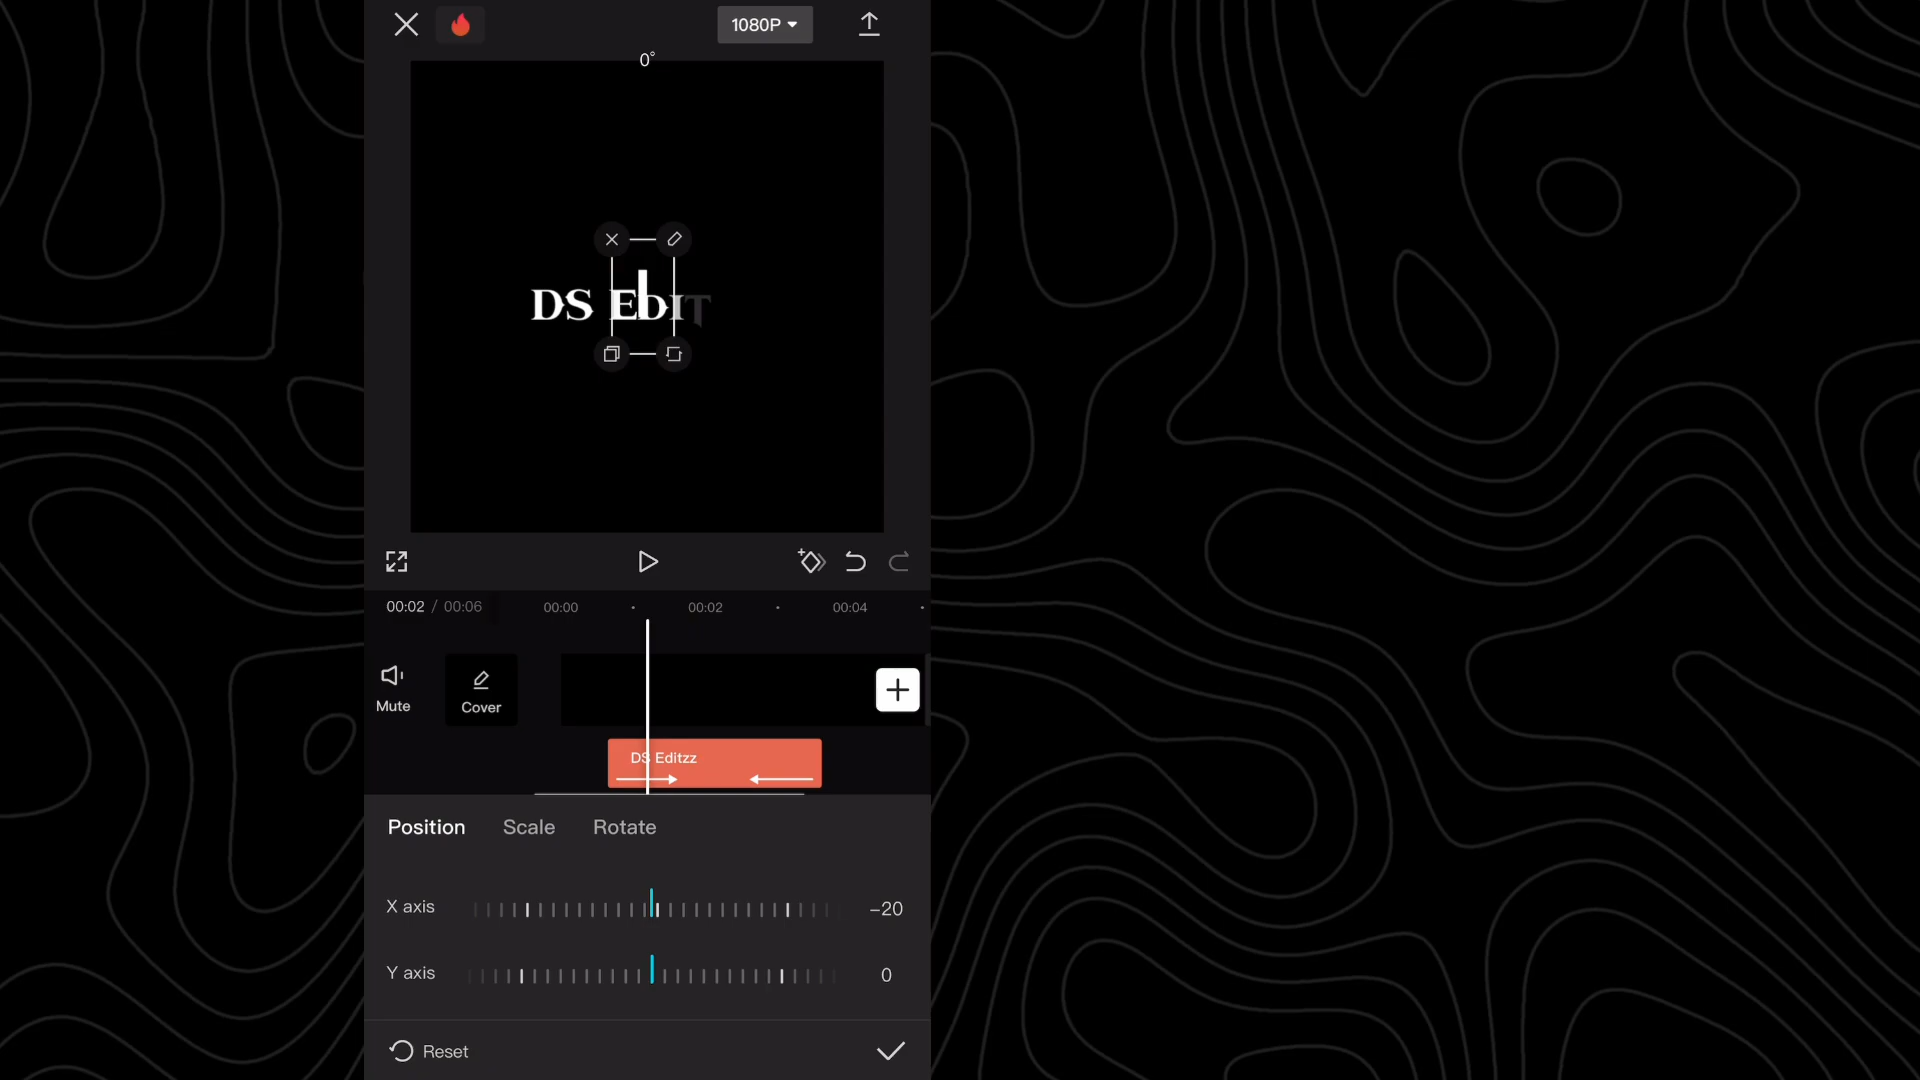 1080P
0°
DS EDIT
00:02 / 00:06 00:00 00:02 00:04
Mute
Cover
DS Editzz
Position Scale Rotate
X axis -20
Y axis 0
Reset